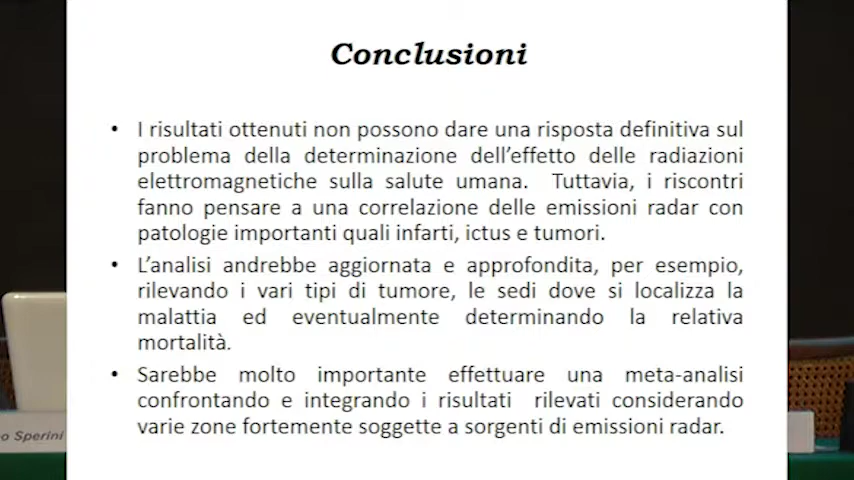 Conclusioni
• I risultati ottenuti non possono dare una risposta definitiva sul
problema della determinazione dell'effetto delle radiazioni
elettromagnetiche sulla salute umana. Tuttavia, i riscontri
fanno pensare a una correlazione delle emissioni radar con
patologie importanti quali infarti, ictus e tumori.
• L'analisi andrebbe aggiornata e approfondita, per esempio,
rilevando i vari tipi di tumore, le sedi dove si localizza la
malattia ed eventualmente determinando la relativa
mortalità.
• Sarebbe molto importante effettuare una meta-analisi
confrontando e integrando i risultati rilevati considerando
varie zone fortemente soggette a sorgenti di emissioni radar.
o Sperini